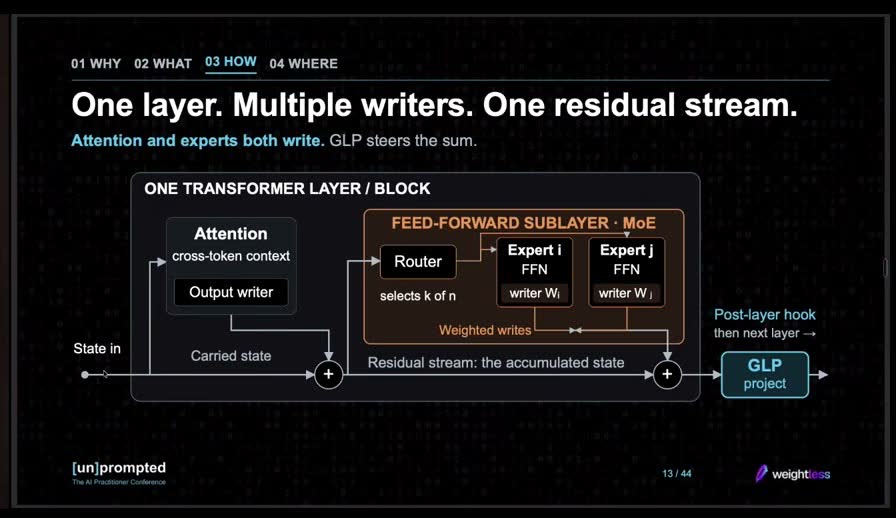 01 WHY 02 WHAT 03 HOW 04 WHERE
One layer. Multiple writers. One residual stream.
Attention and experts both write. GLP steers the sum.
ONE TRANSFORMER LAYER / BLOCK
Attention
cross-token context
Output writer
FEED-FORWARD SUBLAYER · MoE
Router
selects k of n
Expert i
FFN
writer Wᵢ
Expert j
FFN
writer W ⱼ
Weighted writes
State in
Carried state
Residual stream: the accumulated state
Post-layer hook
then next layer →
GLP
project
[un]prompted
The AI Practitioner Conference
13 / 44
weightless